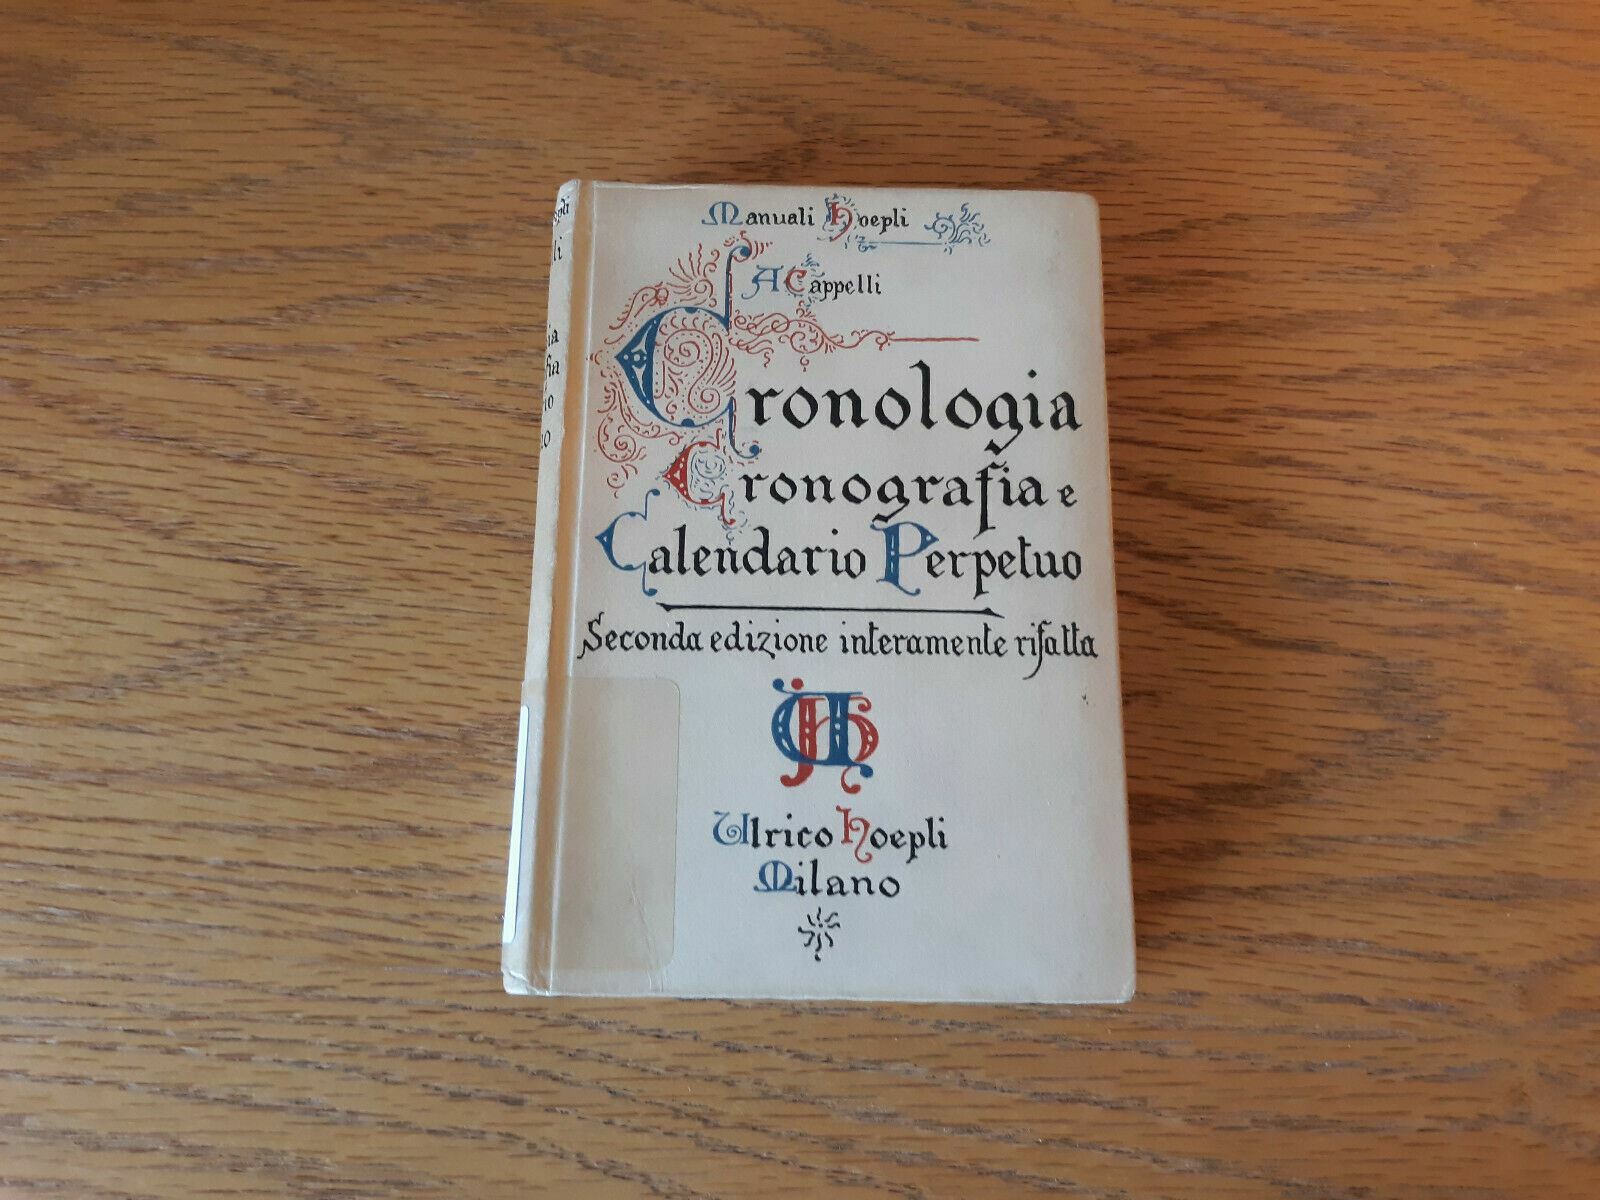 Manuali Hoepli
A Cappelli
Cronologia
Cronografia e
Calendario Perpetuo
Seconda edizione interamente rifatta
Ulrico Hoepli
Milano